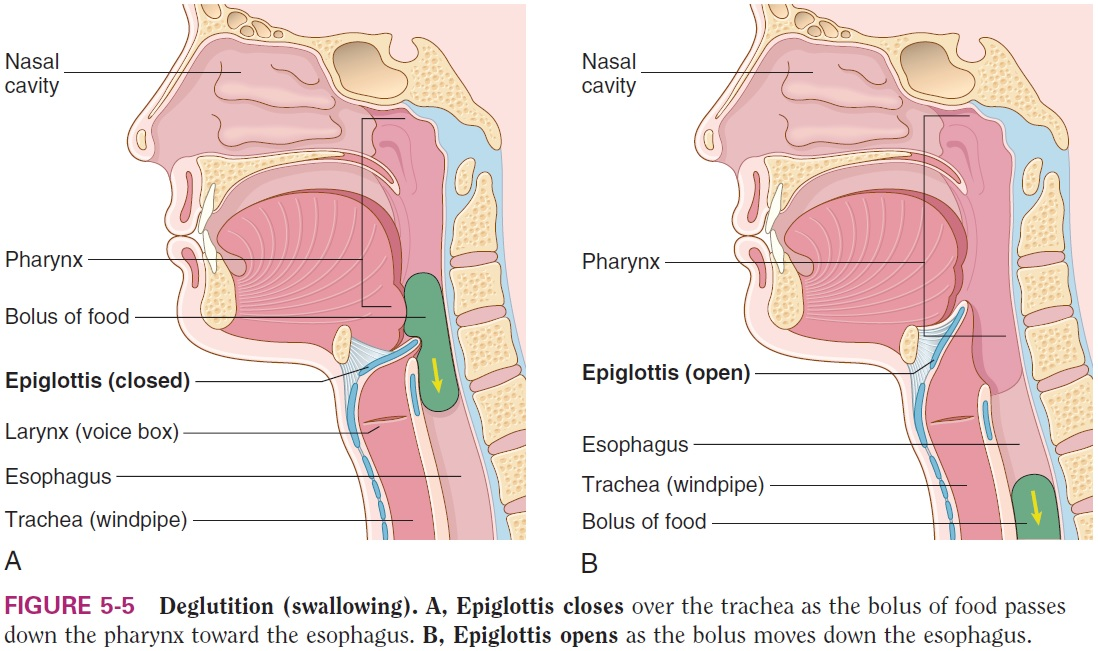 Nasal
cavity
Pharynx
Bolus of food
Epiglottis (closed)
Larynx (voice box)
Esophagus
Trachea (windpipe)
A
Nasal
cavity
Pharynx
Epiglottis (open)
Esophagus
Trachea (windpipe)
Bolus of food
B
FIGURE 5-5 Deglutition (swallowing). A, Epiglottis closes over the trachea as the bolus of food passes
down the pharynx toward the esophagus. B, Epiglottis opens as the bolus moves down the esophagus.